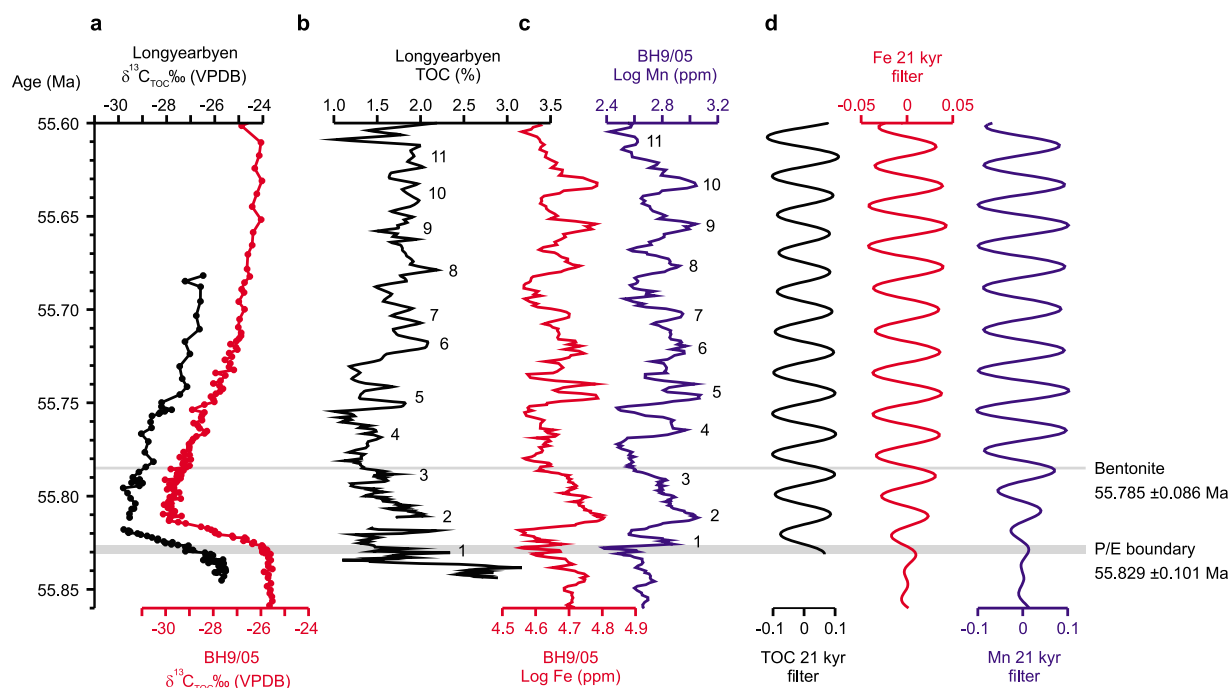 a
b
c
d
Longyearbyen
δ¹³C_TOC‰ (VPDB)
Longyearbyen
TOC (%)
BH9/05
Log Mn (ppm)
Fe 21 kyr
filter
Age (Ma)
-30 -28 -26 -24
1.0 1.5 2.0 2.5 3.0 3.5
2.4 2.8 3.2
-0.05 0 0.05
55.60
55.65
55.70
55.75
55.80
55.85
11
10
9
8
7
6
5
4
3
2
1
11
10
9
8
7
6
5
4
3
2
1
Bentonite
55.785 ±0.086 Ma
P/E boundary
55.829 ±0.101 Ma
-30 -28 -26 -24
4.5 4.6 4.7 4.8 4.9
-0.1 0 0.1
-0.1 0 0.1
BH9/05
δ¹³C_TOC‰ (VPDB)
BH9/05
Log Fe (ppm)
TOC 21 kyr
filter
Mn 21 kyr
filter